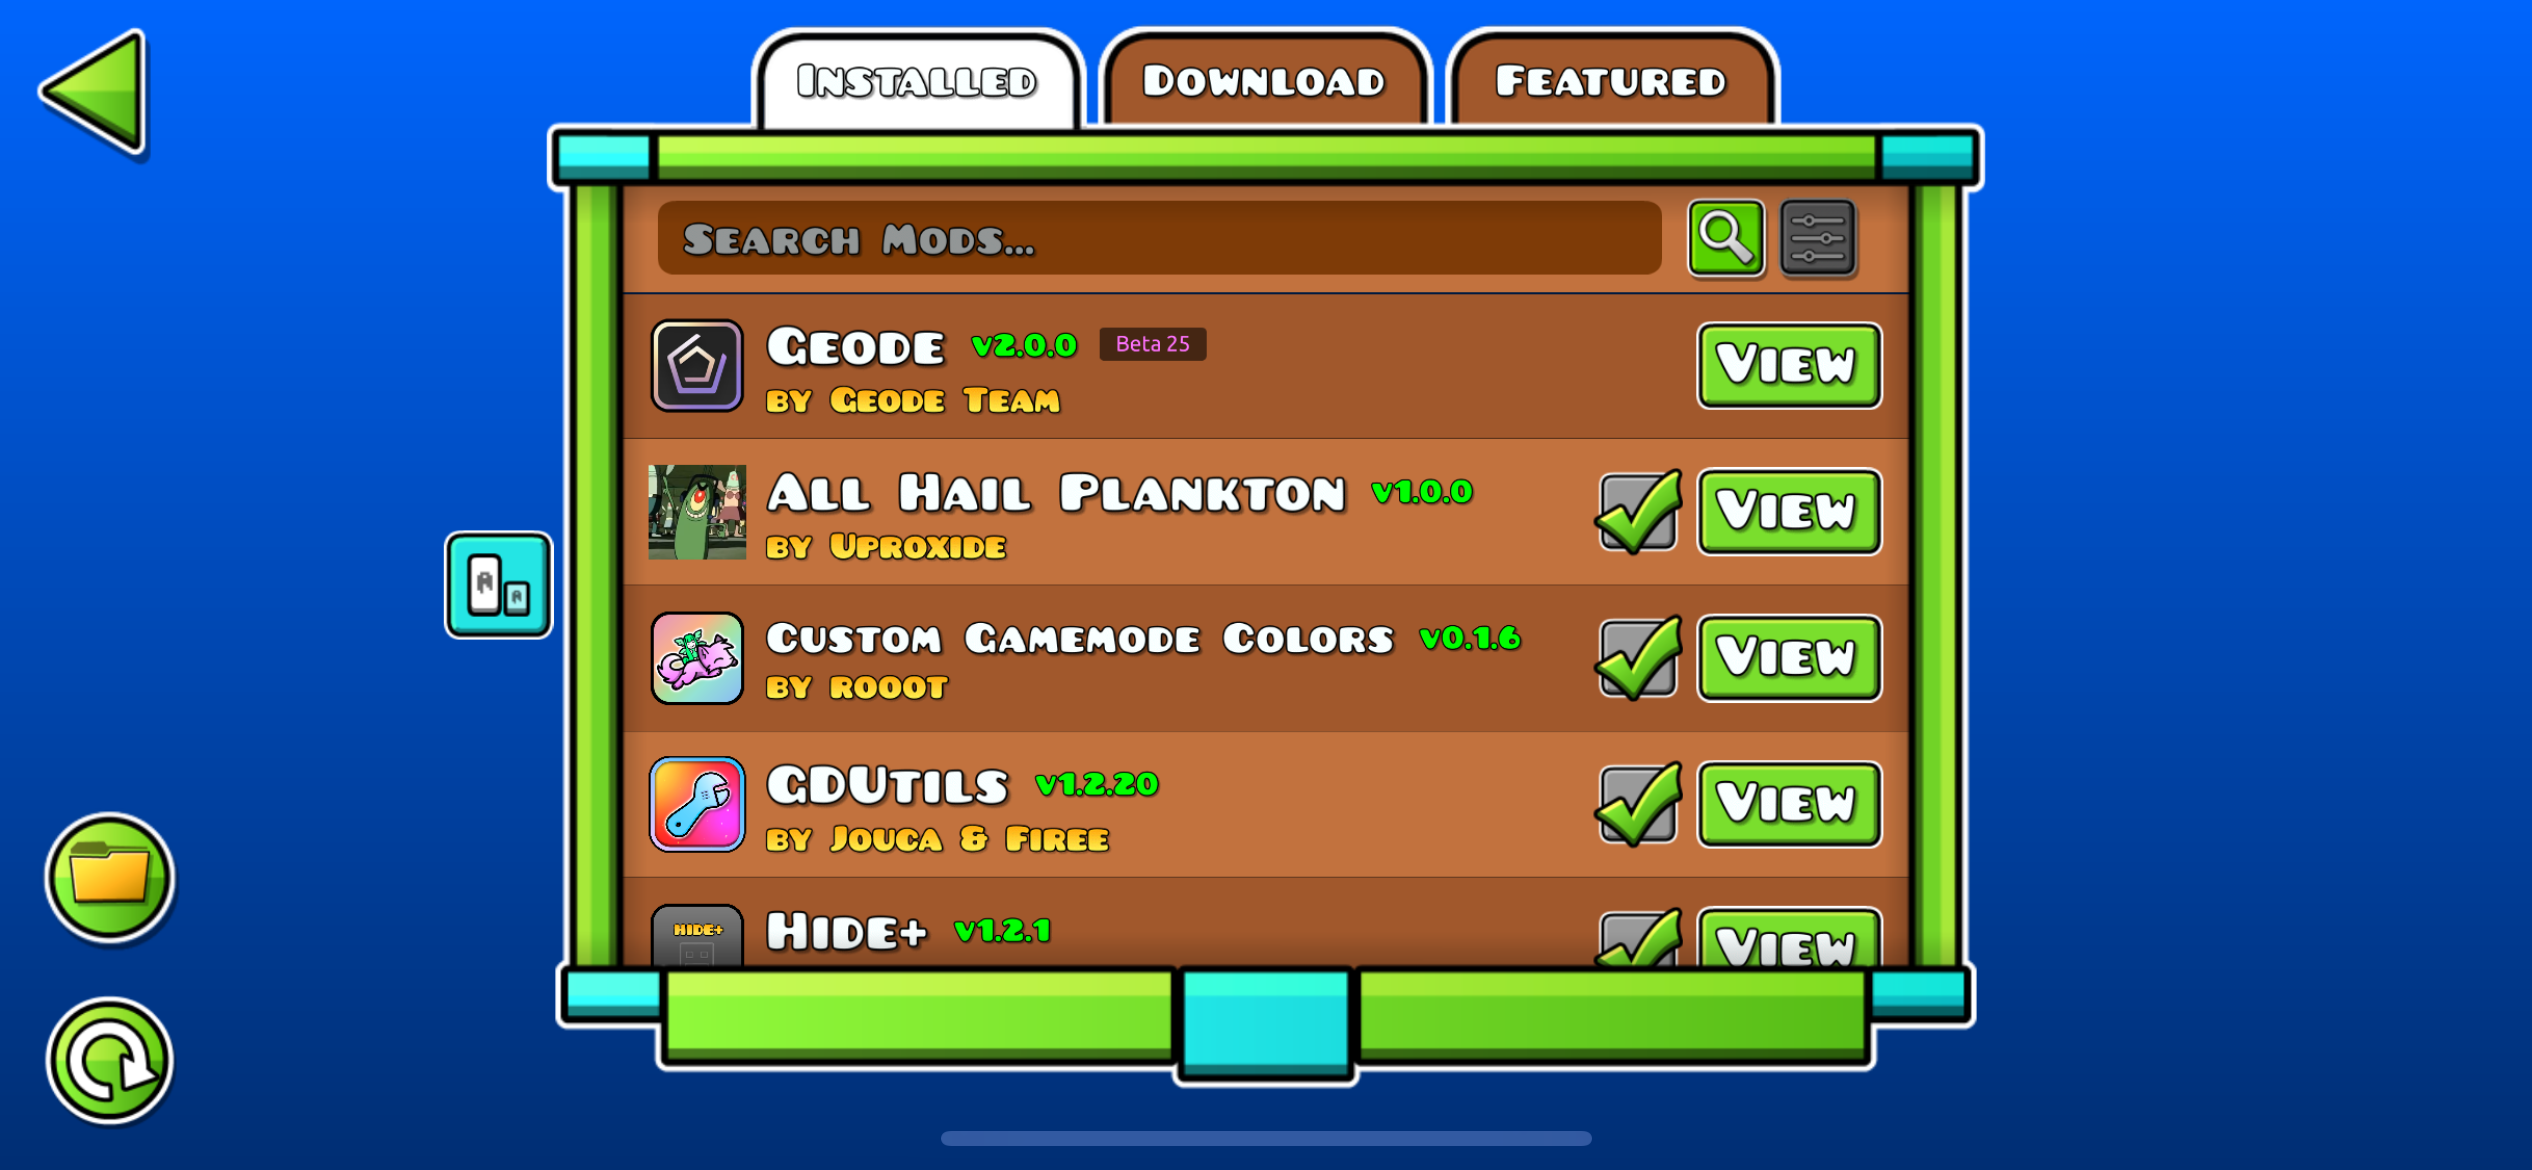 Installed
Download
Featured
Search Mods...
Geode v2.0.0 Beta 25
by Geode Team
View
All Hail Plankton v1.0.0
by Uproxide
View
Custom Gamemode Colors v0.1.6
by rooot
View
GDUtils v1.2.20
by Jouca & Firee
View
HIDE+
Hide+ v1.2.1
View